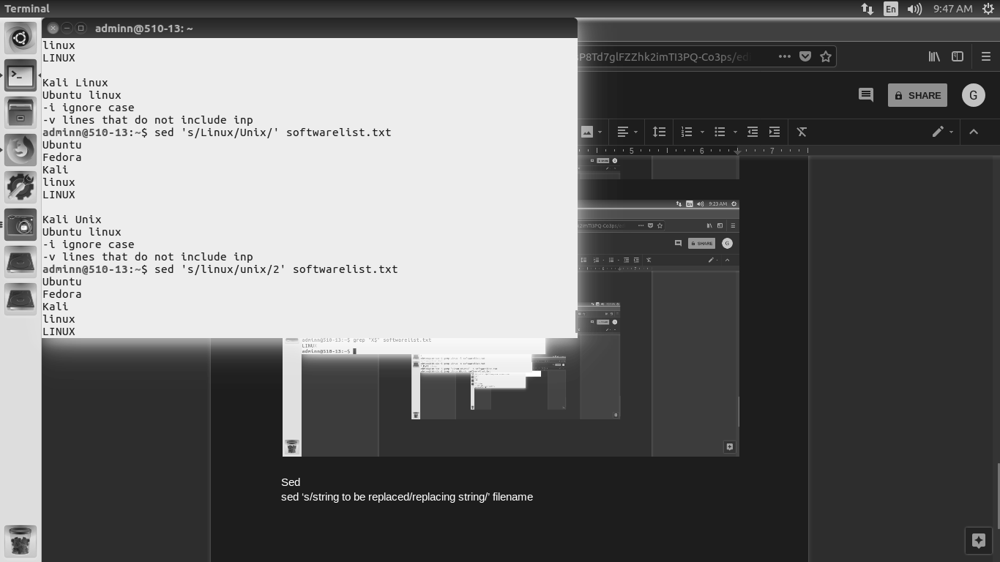 Terminal
En
9:47 AM
adminn@510-13: ~
linux
LINUX
Kali Linux
Ubuntu linux
-i ignore case
-v lines that do not include inp
adminn@510-13:~$ sed 's/Linux/Unix/' softwarelist.txt
Ubuntu
Fedora
Kali
linux
LINUX
Kali Unix
Ubuntu linux
-i ignore case
-v lines that do not include inp
adminn@510-13:~$ sed 's/linux/unix/2' softwarelist.txt
Ubuntu
Fedora
Kali
linux
LINUX
SHARE
G
5 6 7
En 9:23 AM
SHARE
G
adminn@510-13:~$ grep "X$" softwarelist.txt
LINUX
adminn@510-13:~$
Sed
sed ‘s/string to be replaced/replacing string/’ filename